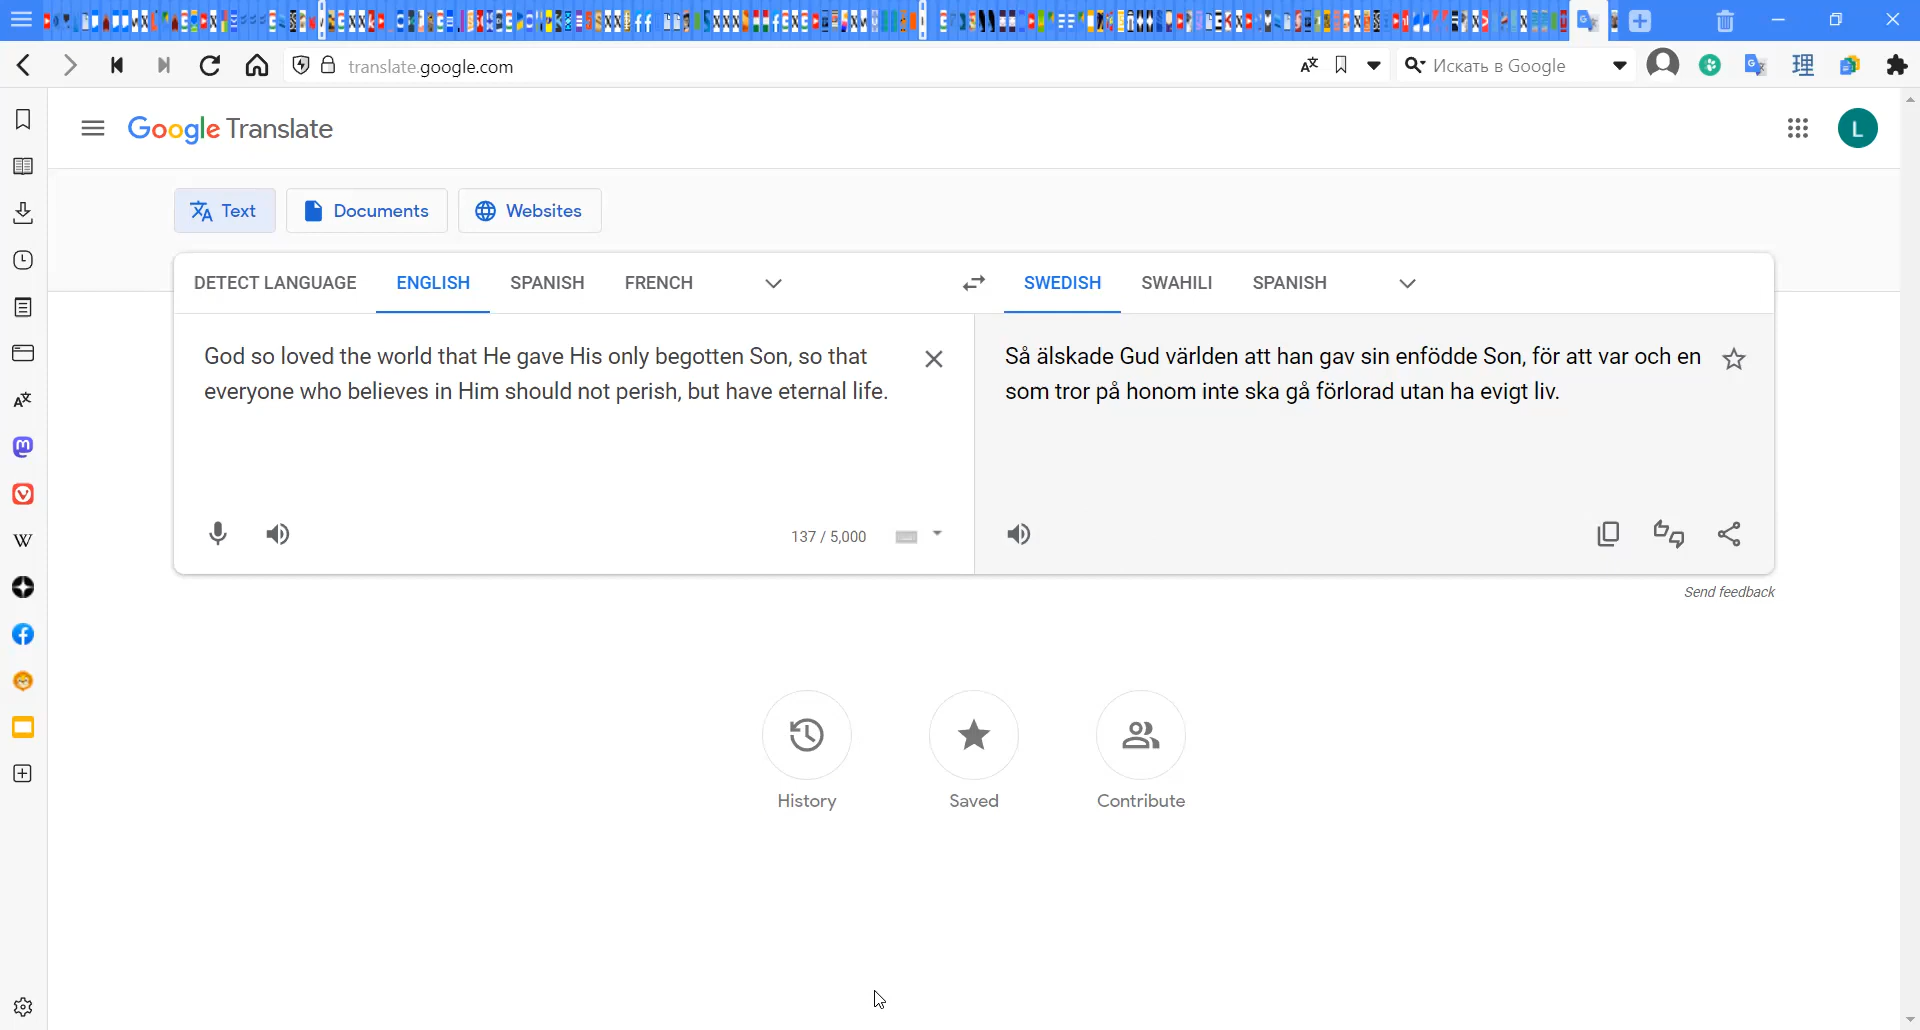 translate.google.com
Искать в Google
Google Translate
L
Text
Documents
Websites
DETECT LANGUAGE
ENGLISH
SPANISH
FRENCH
SWEDISH
SWAHILI
SPANISH
God so loved the world that He gave His only begotten Son, so that
everyone who believes in Him should not perish, but have eternal life.
137 / 5,000
Så älskade Gud världen att han gav sin enfödde Son, för att var och en
som tror på honom inte ska gå förlorad utan ha evigt liv.
Send feedback
History
Saved
Contribute